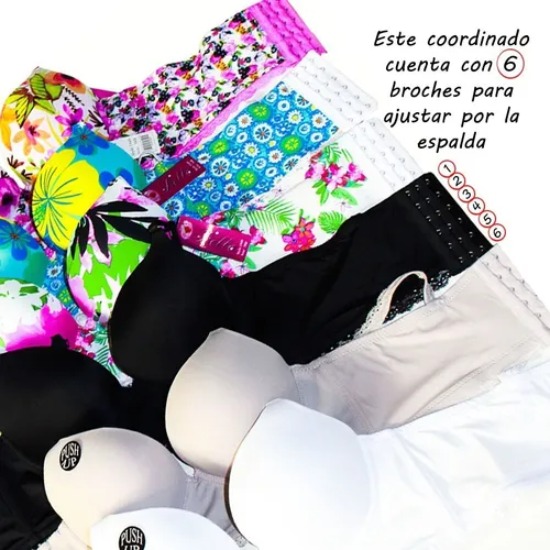 Este coordinado
cuenta con 6
broches para
ajustar por la
espalda
1
2
3
4
5
6
PUSH
UP
PUSH
UP